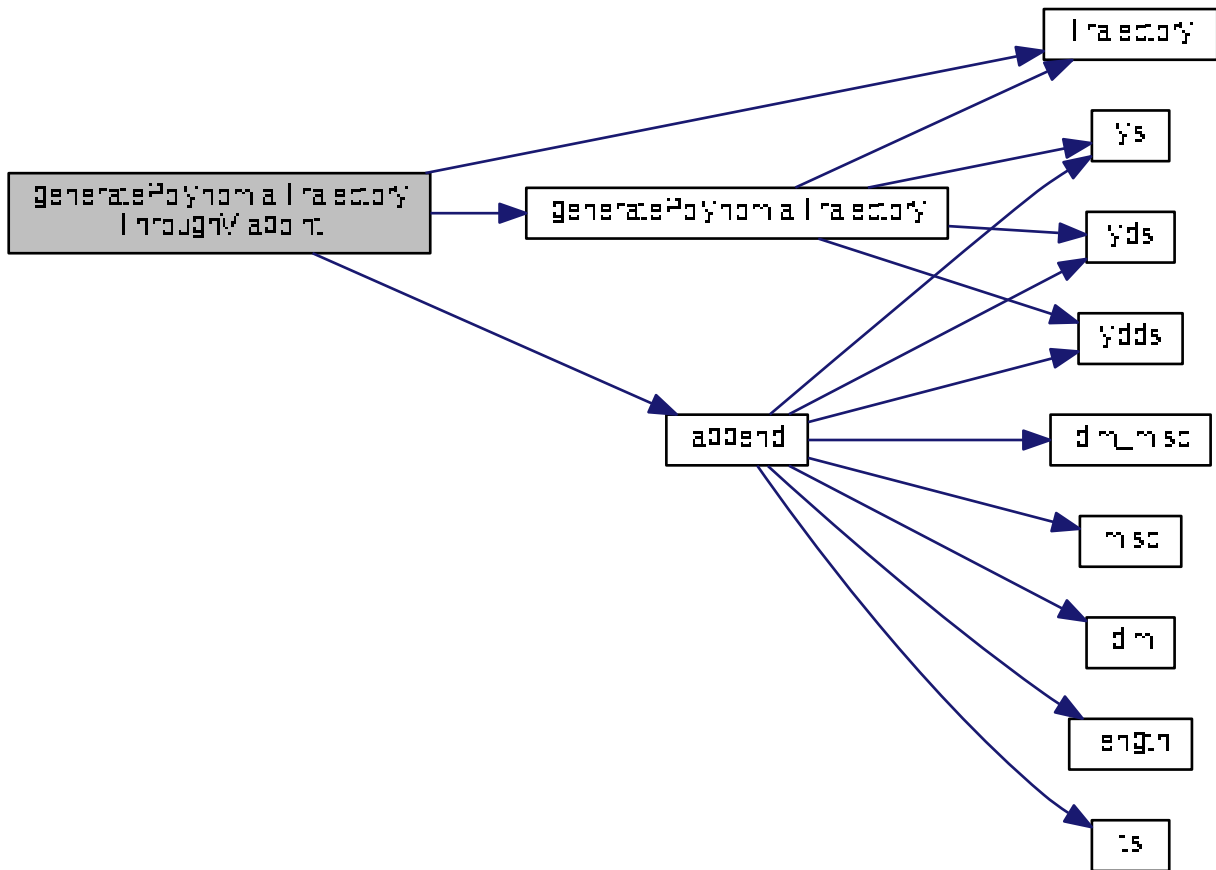 Trajectory
ys
generatePolynomialTrajectory
ThroughViapoint
generatePolynomialTrajectory
yds
ydds
append
dim_misc
misc
dim
length
ts